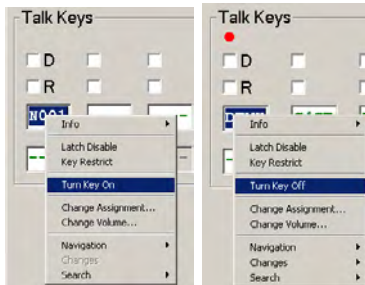 Talk Keys
D
R
N001
Info
Latch Disable
Key Restrict
Turn Key On
Change Assignment...
Change Volume...
Navigation
Changes
Search
Talk Keys
D
R
Info
Latch Disable
Key Restrict
Turn Key Off
Change Assignment...
Change Volume...
Navigation
Changes
Search